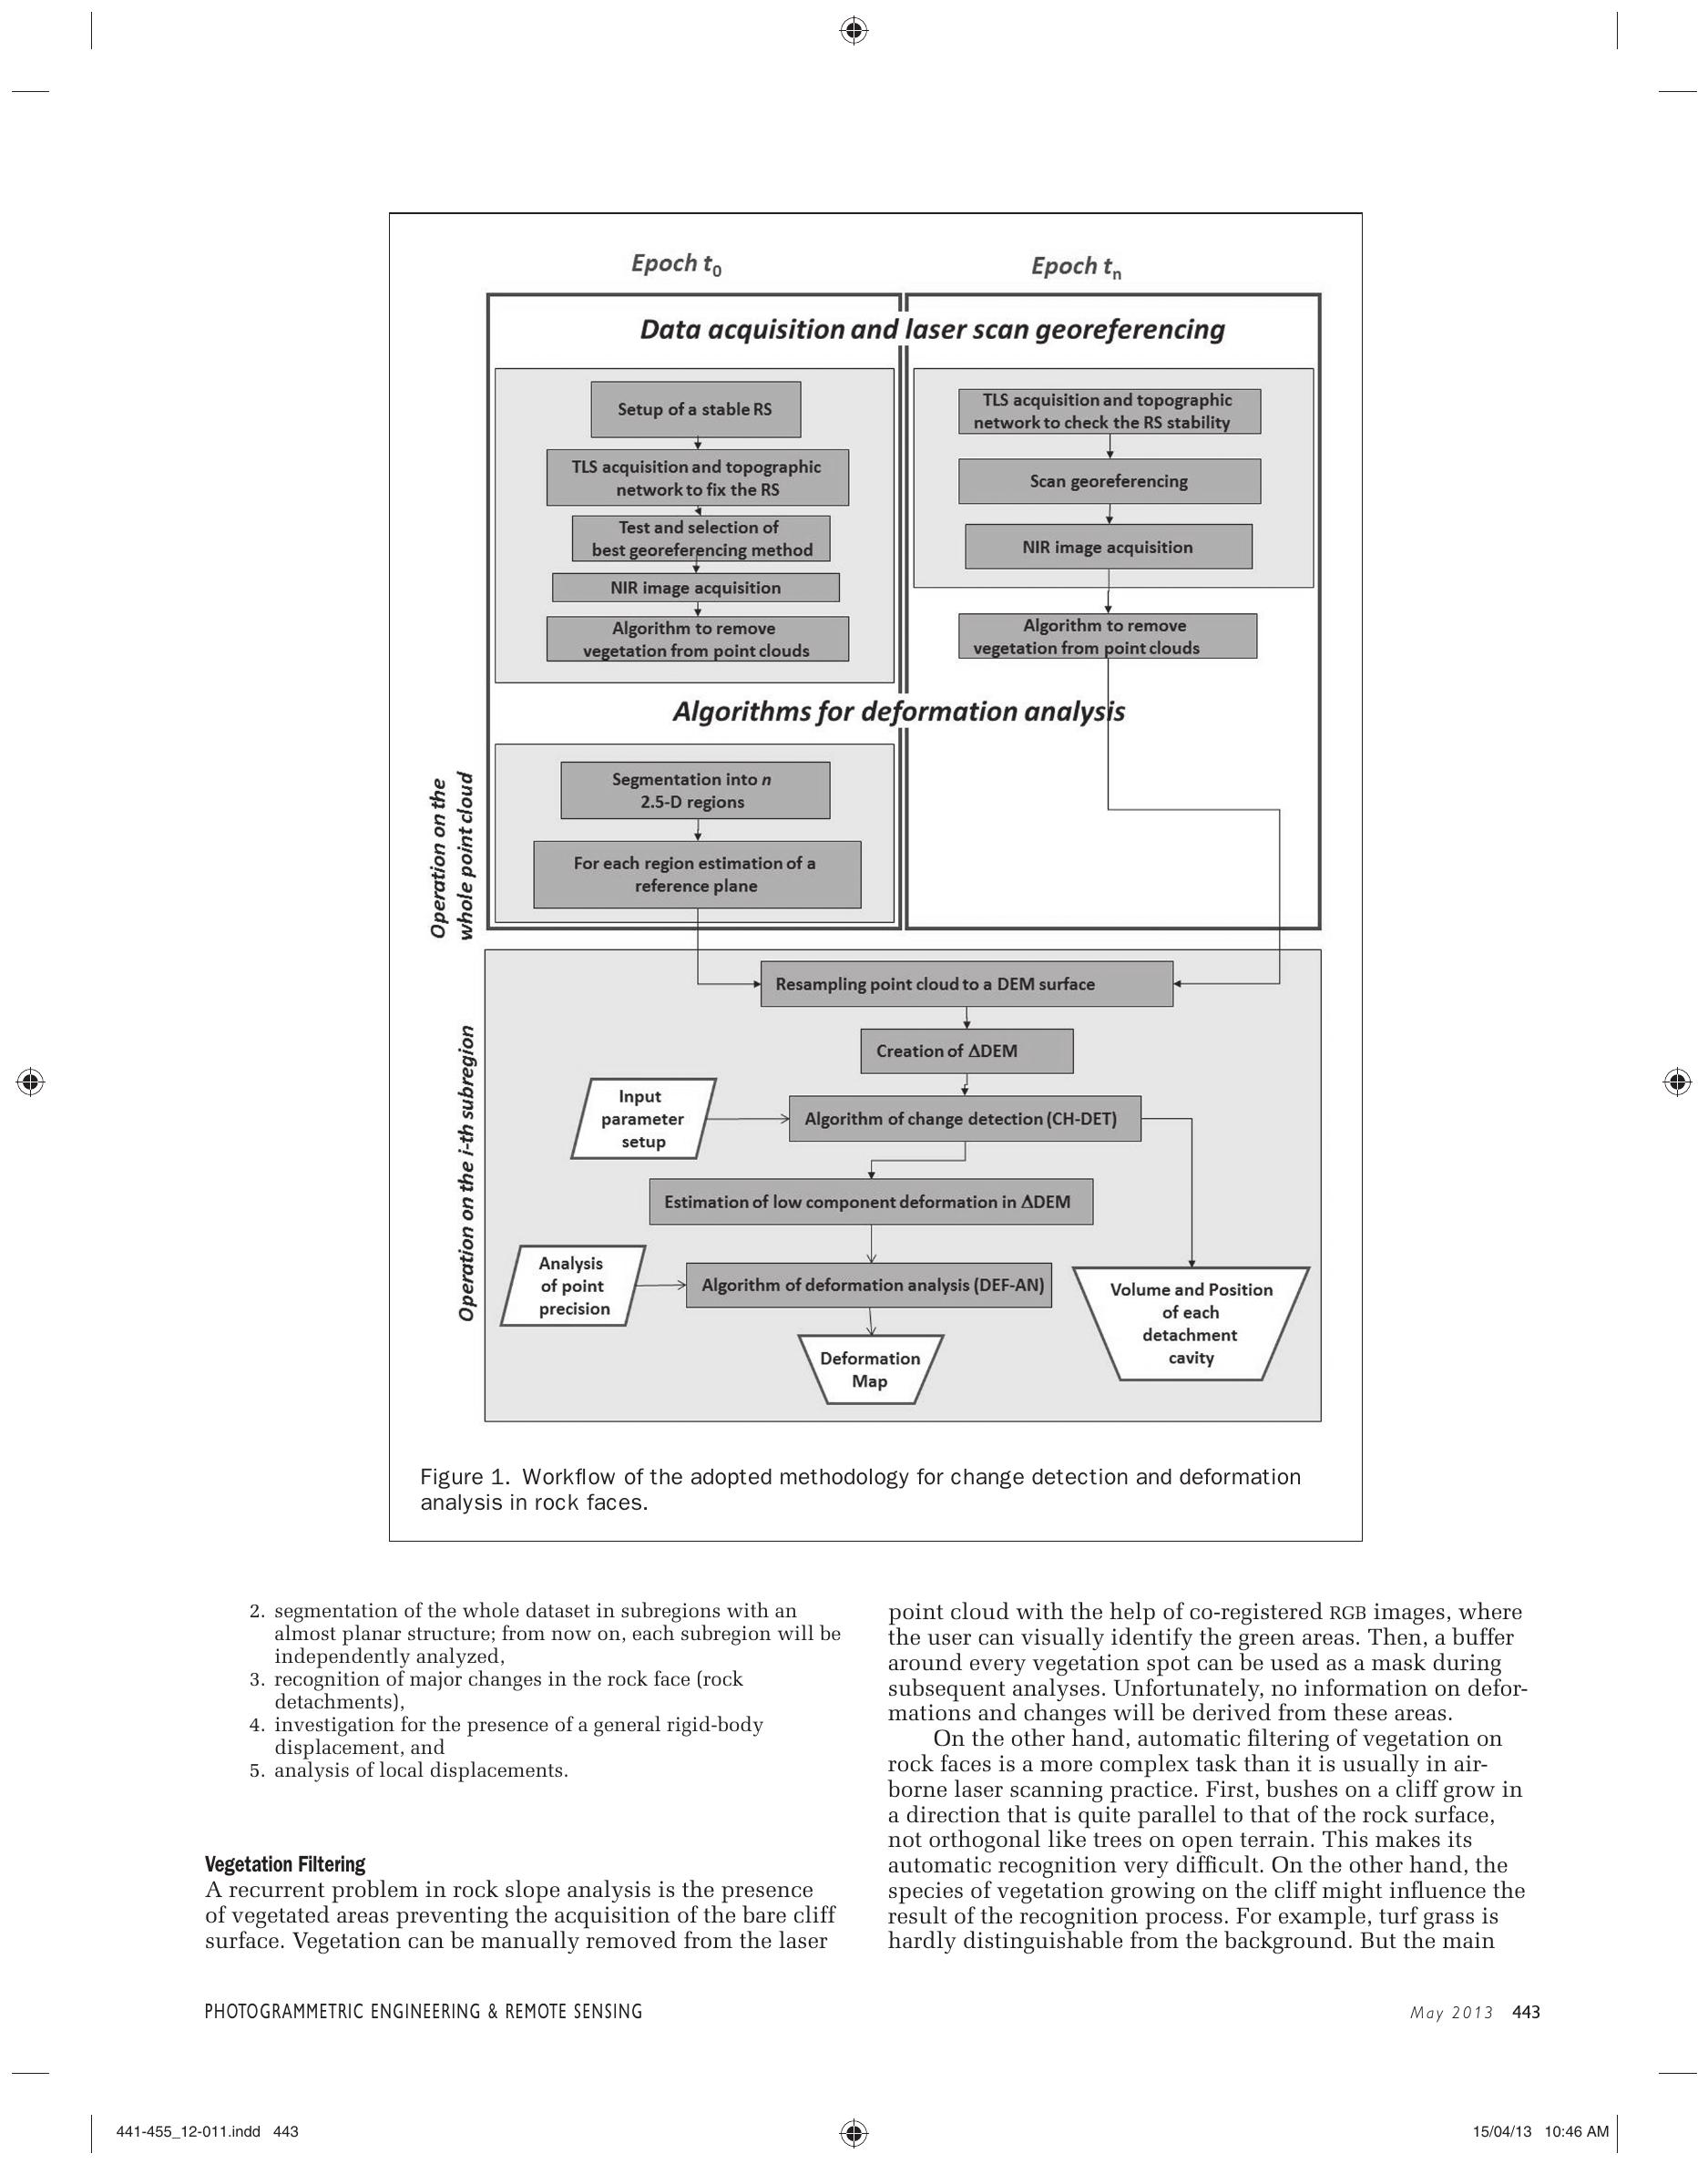 Epoch t0
Epoch tn
Data acquisition and laser scan georeferencing
Setup of a stable RS
TLS acquisition and topographic
network to fix the RS
Test and selection of
best georeferencing method
NIR image acquisition
Algorithm to remove
vegetation from point clouds
TLS acquisition and topographic
network to check the RS stability
Scan georeferencing
NIR image acquisition
Algorithm to remove
vegetation from point clouds
Algorithms for deformation analysis
Operation on the
whole point cloud
Segmentation into n
2.5-D regions
For each region estimation of a
reference plane
Operation on the i-th subregion
Resampling point cloud to a DEM surface
Creation of ΔDEM
Input
parameter
setup
Algorithm of change detection (CH-DET)
Estimation of low component deformation in ΔDEM
Analysis
of point
precision
Algorithm of deformation analysis (DEF-AN)
Volume and Position
of each
detachment
cavity
Deformation
Map
Figure 1. Workflow of the adopted methodology for change detection and deformation
analysis in rock faces.
2. segmentation of the whole dataset in subregions with an
almost planar structure; from now on, each subregion will be
independently analyzed,
3. recognition of major changes in the rock face (rock
detachments),
4. investigation for the presence of a general rigid-body
displacement, and
5. analysis of local displacements.
Vegetation Filtering
A recurrent problem in rock slope analysis is the presence
of vegetated areas preventing the acquisition of the bare cliff
surface. Vegetation can be manually removed from the laser
point cloud with the help of co-registered RGB images, where
the user can visually identify the green areas. Then, a buffer
around every vegetation spot can be used as a mask during
subsequent analyses. Unfortunately, no information on defor-
mations and changes will be derived from these areas.
On the other hand, automatic filtering of vegetation on
rock faces is a more complex task than it is usually in air-
borne laser scanning practice. First, bushes on a cliff grow in
a direction that is quite parallel to that of the rock surface,
not orthogonal like trees on open terrain. This makes its
automatic recognition very difficult. On the other hand, the
species of vegetation growing on the cliff might influence the
result of the recognition process. For example, turf grass is
hardly distinguishable from the background. But the main
PHOTOGRAMMETRIC ENGINEERING & REMOTE SENSING
May 2013 443
441-455_12-011.indd 443
15/04/13 10:46 AM